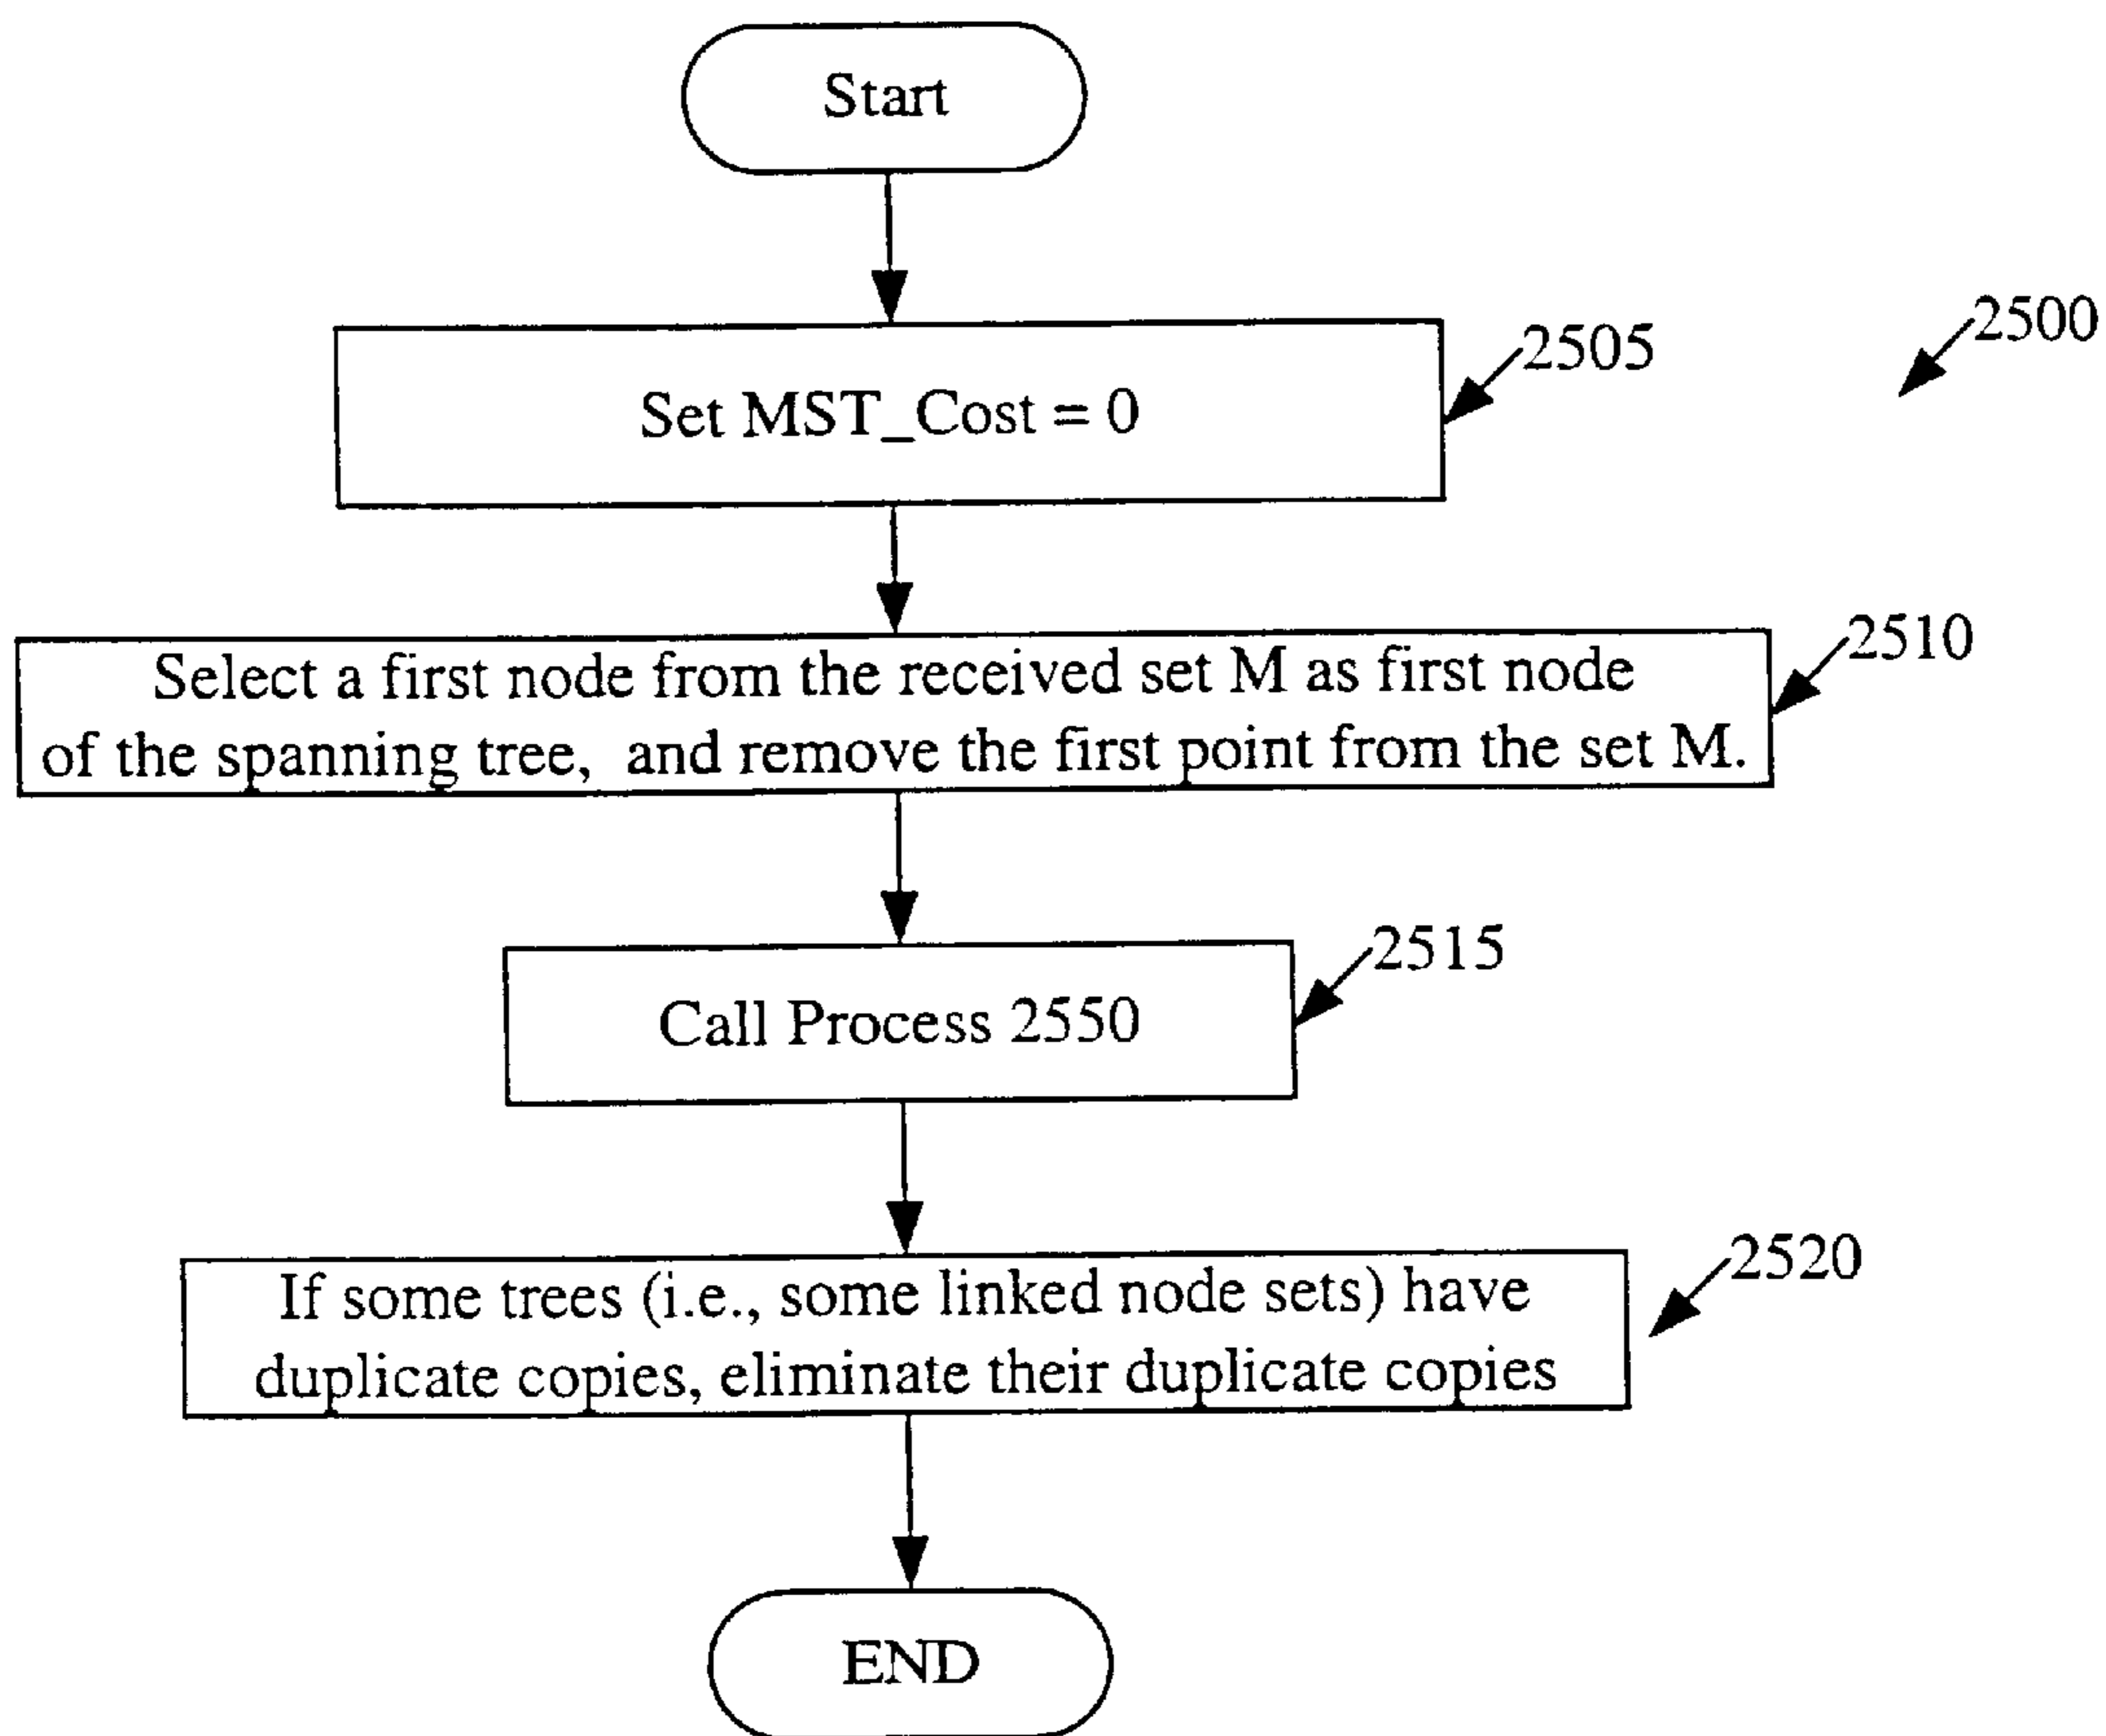 Start
2500
2505
Set MST_Cost = 0
2510
Select a first node from the received set M as first node
of the spanning tree, and remove the first point from the set M.
2515
Call Process 2550
2520
If some trees (i.e., some linked node sets) have
duplicate copies, eliminate their duplicate copies
END